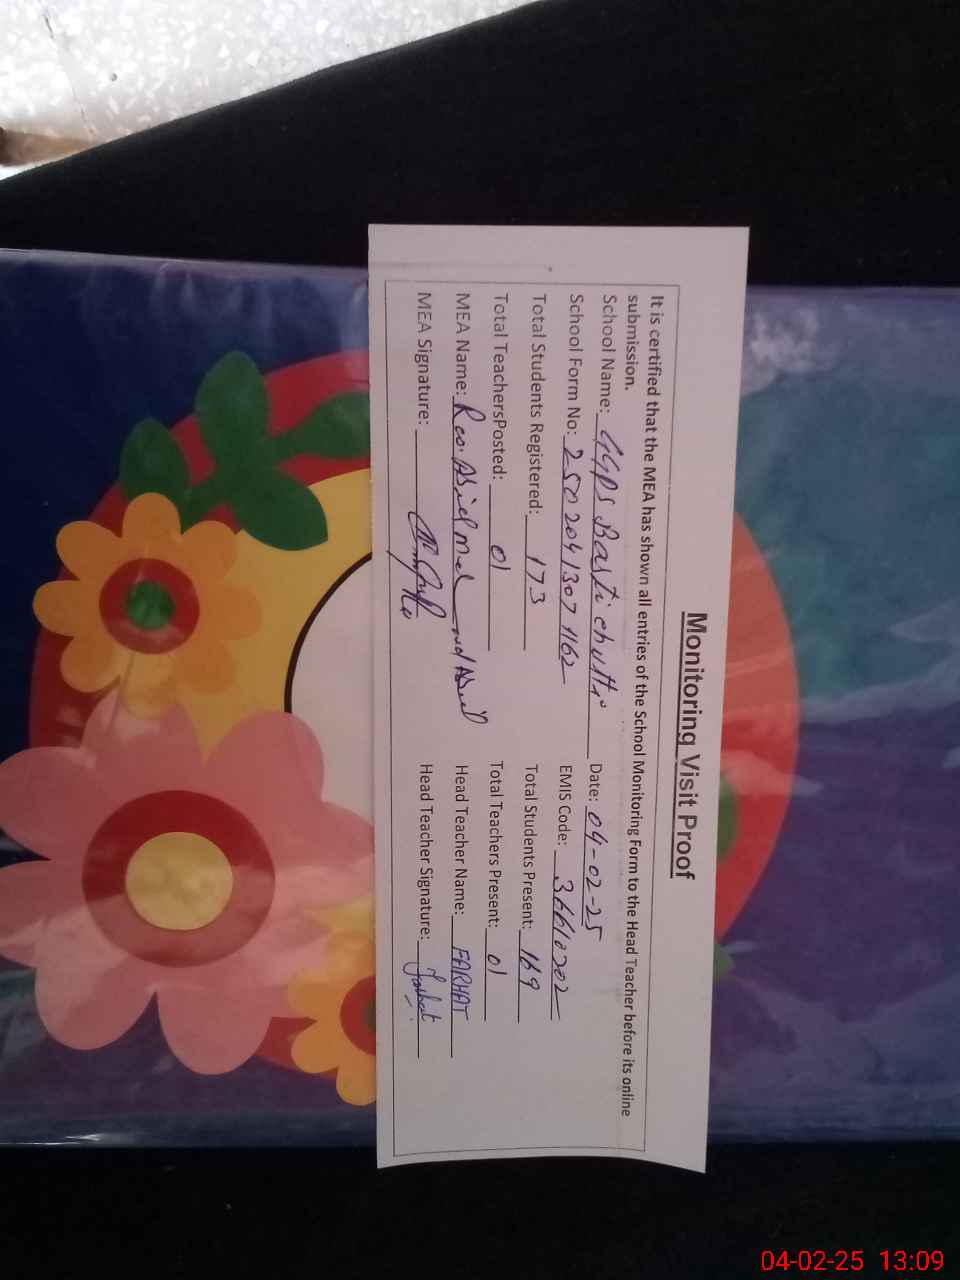 Monitoring Visit Proof
It is certified that the MEA has shown all entries of the School Monitoring Form to the Head Teacher before its online
submission.
School Name: GGPS Basti chutta Date: 04-02-25
School Form No: 25020413071162 EMIS Code: 36610202
Total Students Registered: 173 Total Students Present: 169
Total TeachersPosted: 01 Total Teachers Present: 01
MEA Name: Head Teacher Name: FARHAT
MEA Signature: Head Teacher Signature: Farhat
04-02-25 13:09